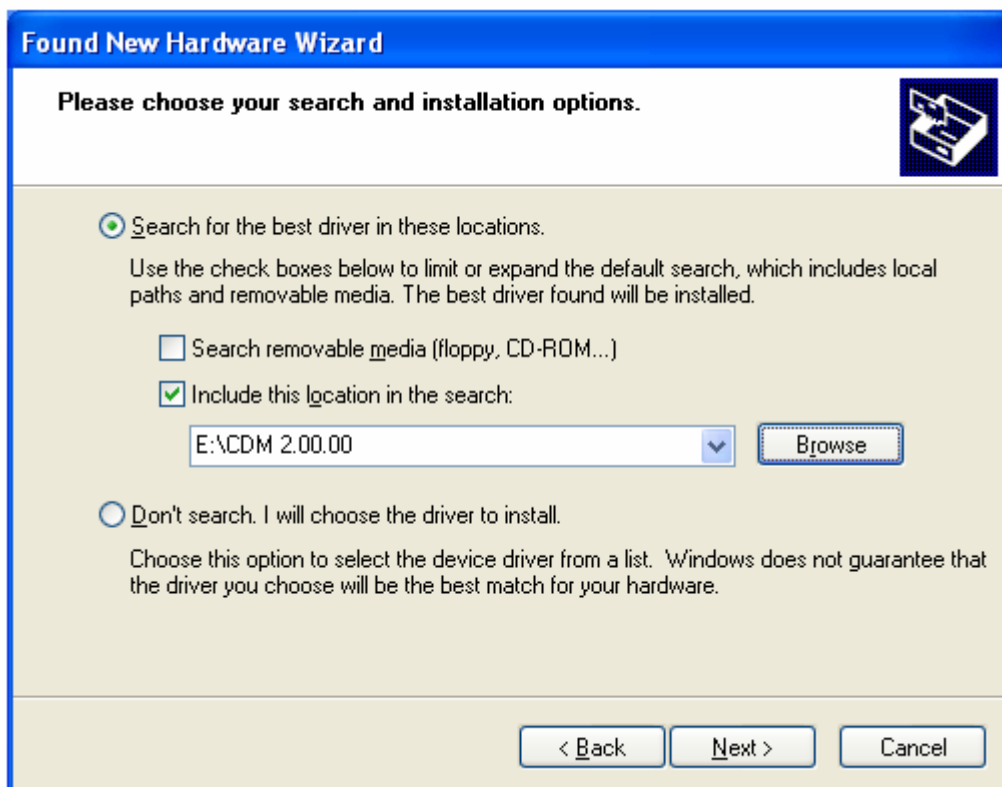 Found New Hardware Wizard
Please choose your search and installation options.
Search for the best driver in these locations.
Use the check boxes below to limit or expand the default search, which includes local
paths and removable media. The best driver found will be installed.
Search removable media (floppy, CD-ROM...)
Include this location in the search:
E:\CDM 2.00.00
Browse
Don't search. I will choose the driver to install.
Choose this option to select the device driver from a list.  Windows does not guarantee that
the driver you choose will be the best match for your hardware.
< Back
Next >
Cancel